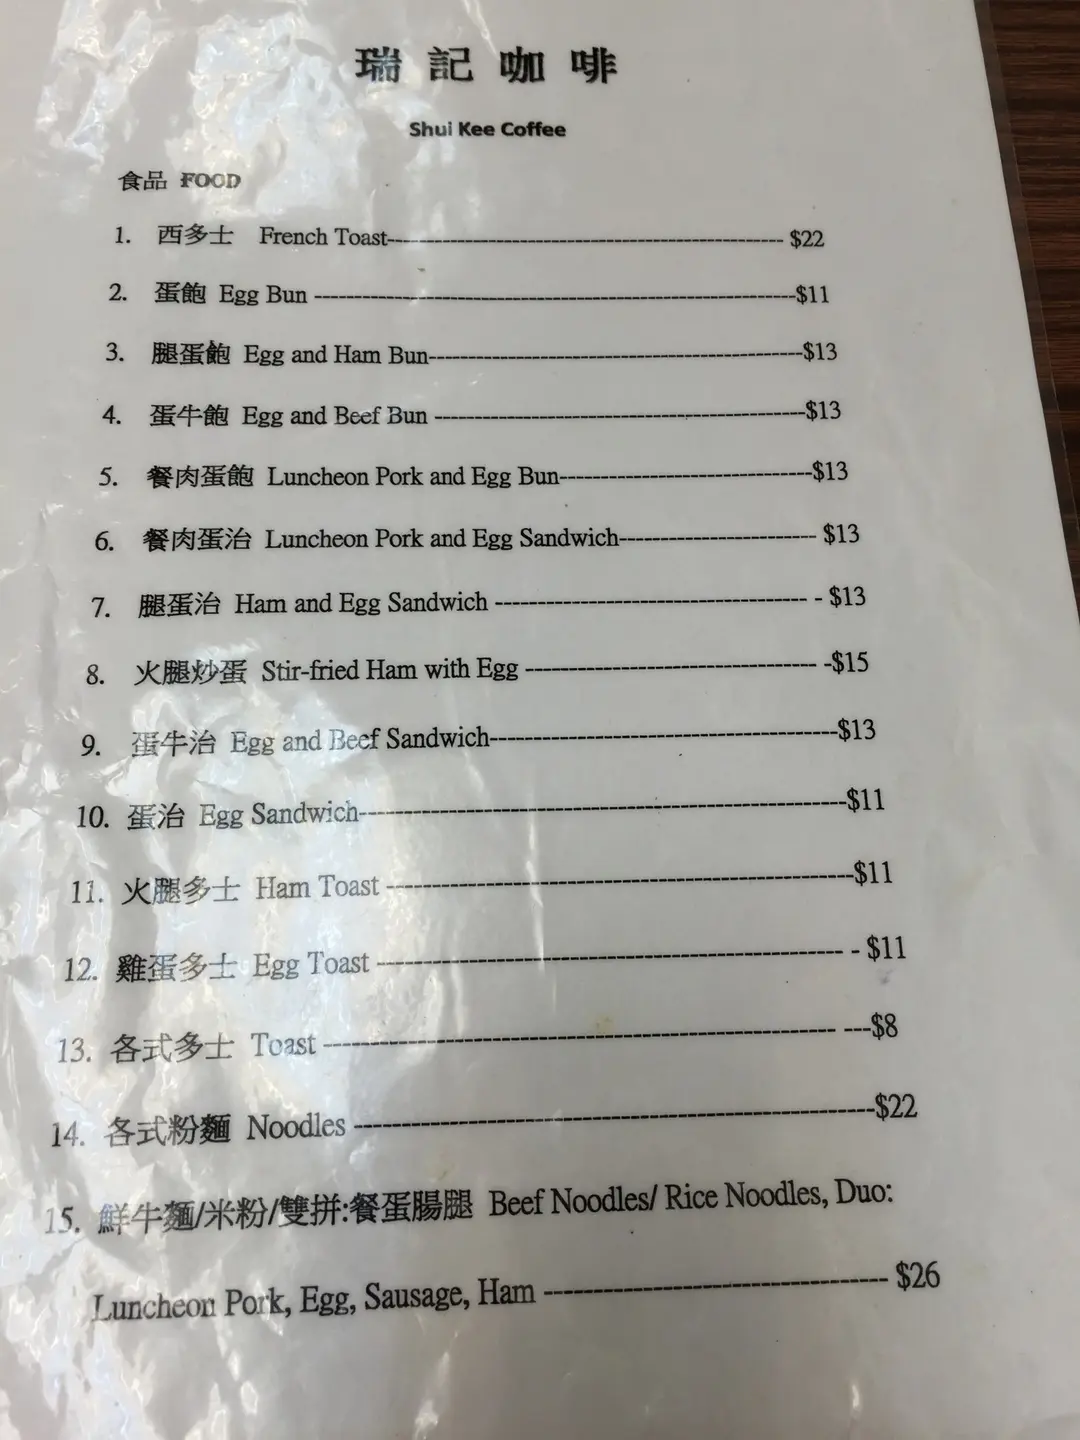 瑞記咖啡
Shui Kee Coffee
食品 FOOD
1. 西多士 French Toast--- $22
2. 蛋飽 Egg Bun ---$11
3. 腿蛋飽 Egg and Ham Bun---$13
4. 蛋牛飽 Egg and Beef Bun ---$13
5. 餐肉蛋飽 Luncheon Pork and Egg Bun---$13
6. 餐肉蛋治 Luncheon Pork and Egg Sandwich--- $13
7. 腿蛋治 Ham and Egg Sandwich --- - $13
8. 火腿炒蛋 Stir-fried Ham with Egg --- -$15
9. 蛋牛治 Egg and Beef Sandwich---$13
10. 蛋治 Egg Sandwich---$11
11. 火腿多士 Ham Toast ---$11
12. 雞蛋多士 Egg Toast --- - $11
13. 各式多士 Toast --- ---$8
14. 各式粉麵 Noodles ---$22
15. 鮮牛麵/米粉/雙拼:餐蛋腸腿 Beef Noodles/ Rice Noodles, Duo:
Luncheon Pork, Egg, Sausage, Ham --- $26